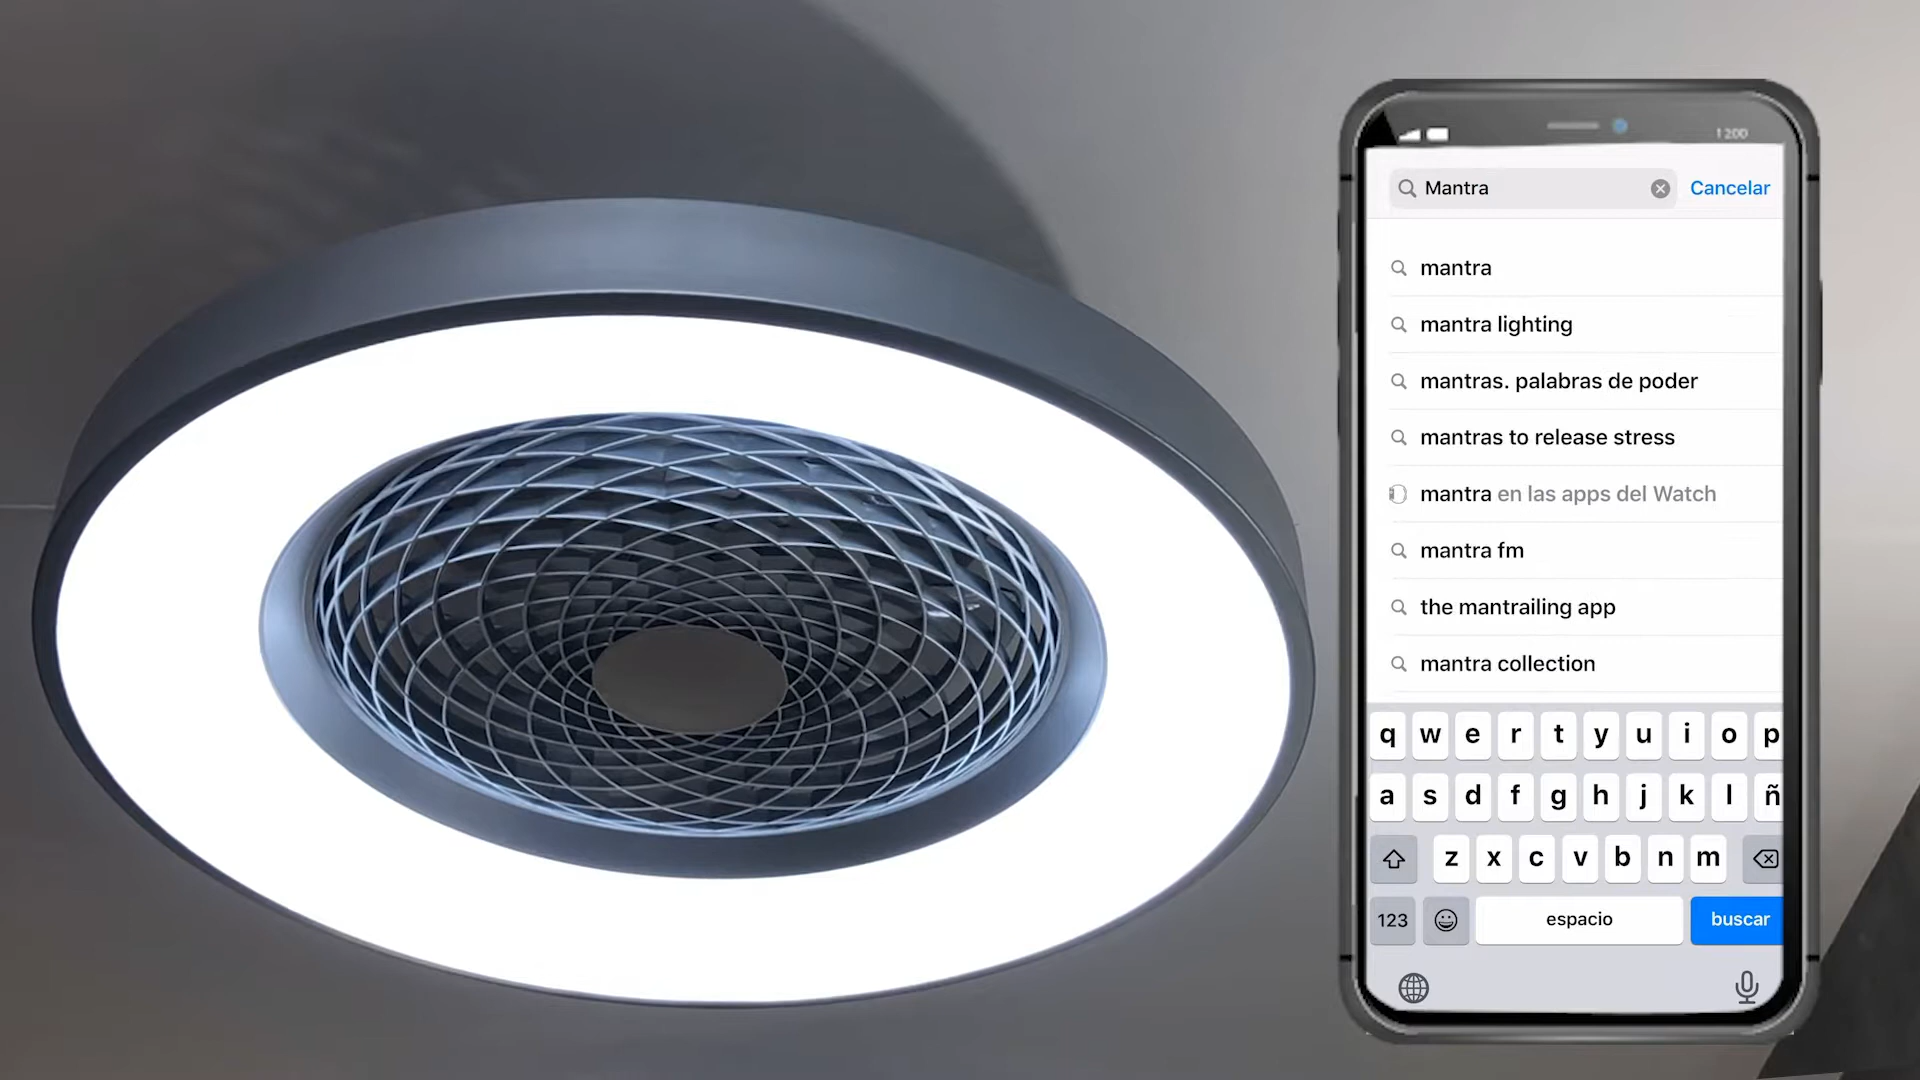 1200
Mantra
Cancelar
mantra
mantra lighting
mantras. palabras de poder
mantras to release stress
mantra en las apps del Watch
mantra fm
the mantrailing app
mantra collection
q w e r t y u i o p
a s d f g h j k l ñ
z x c v b n m
123 espacio buscar